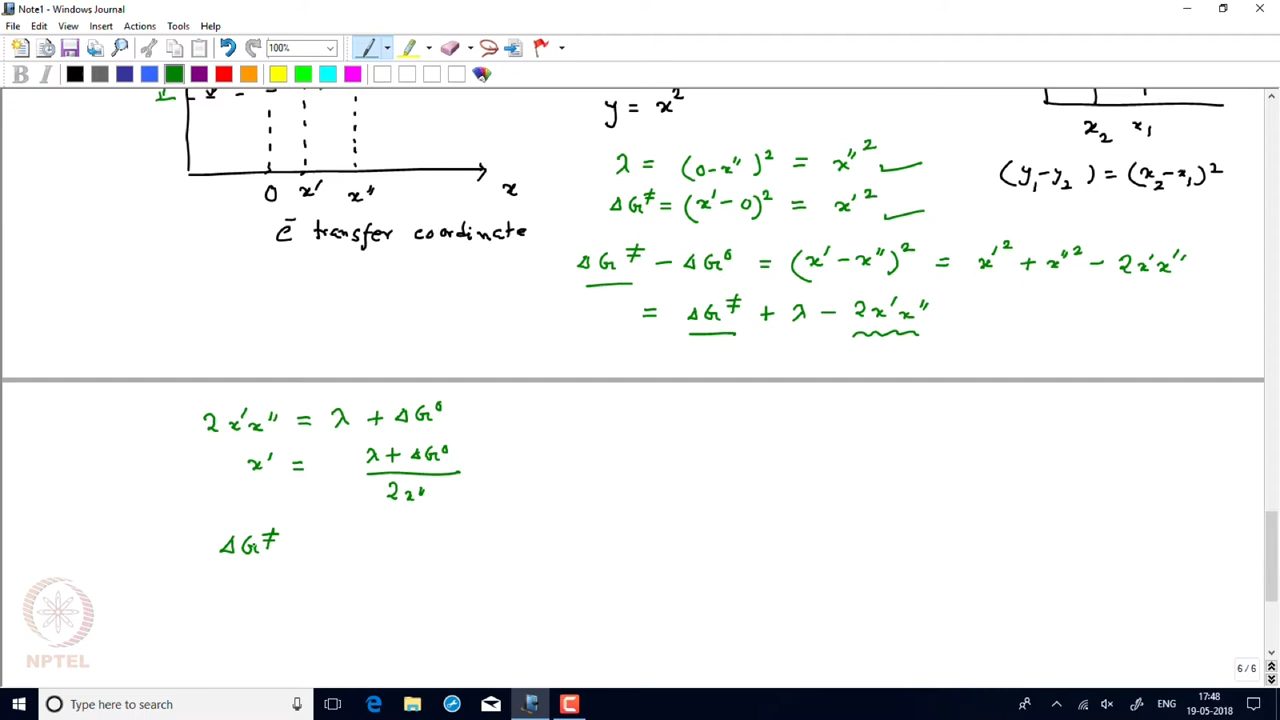 Note1 - Windows Journal
File Edit View Insert Actions Tools Help
100%
B I
y = x²
x₂ x₁
λ = (0-x″)² = x″²
(y₁-y₂) = (x₂-x₁)²
0 x′ x″ x
ΔG≠ = (x′-0)² = x′²
e̅ transfer coordinate
ΔG≠ - ΔG⁰ = (x′-x″)² = x′² + x″² - 2x′x″
= ΔG≠ + λ - 2x′x″
2x′x″ = λ + ΔG⁰
x′ = λ + ΔG⁰
2x″
ΔG≠
NPTEL
6 / 6
Type here to search
ENG
17:48
19-05-2018